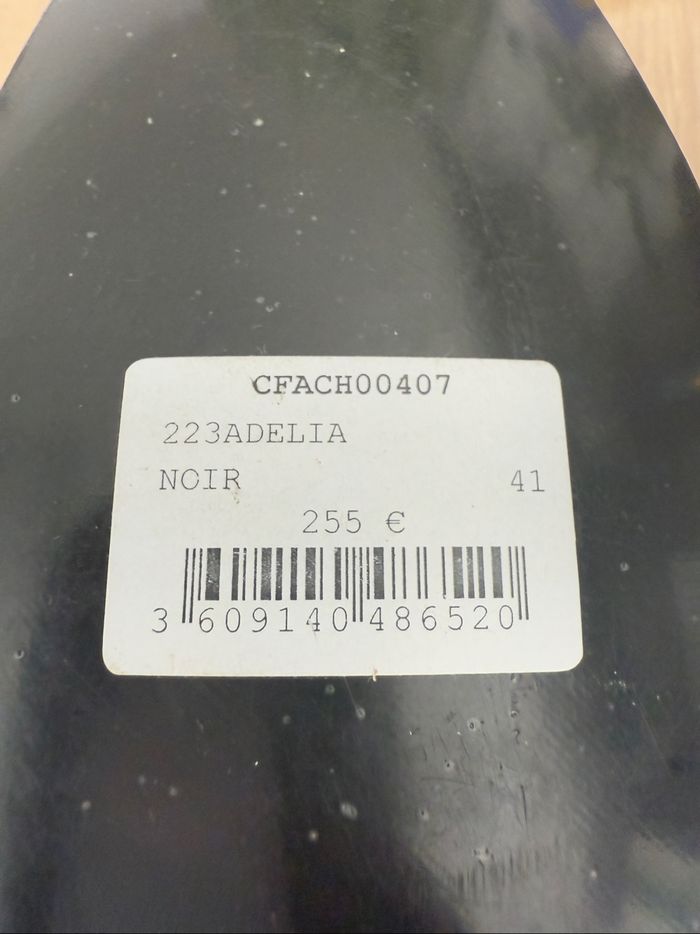 CFACH00407
223ADELIA
NOIR 41
255 €
3 609140 486520